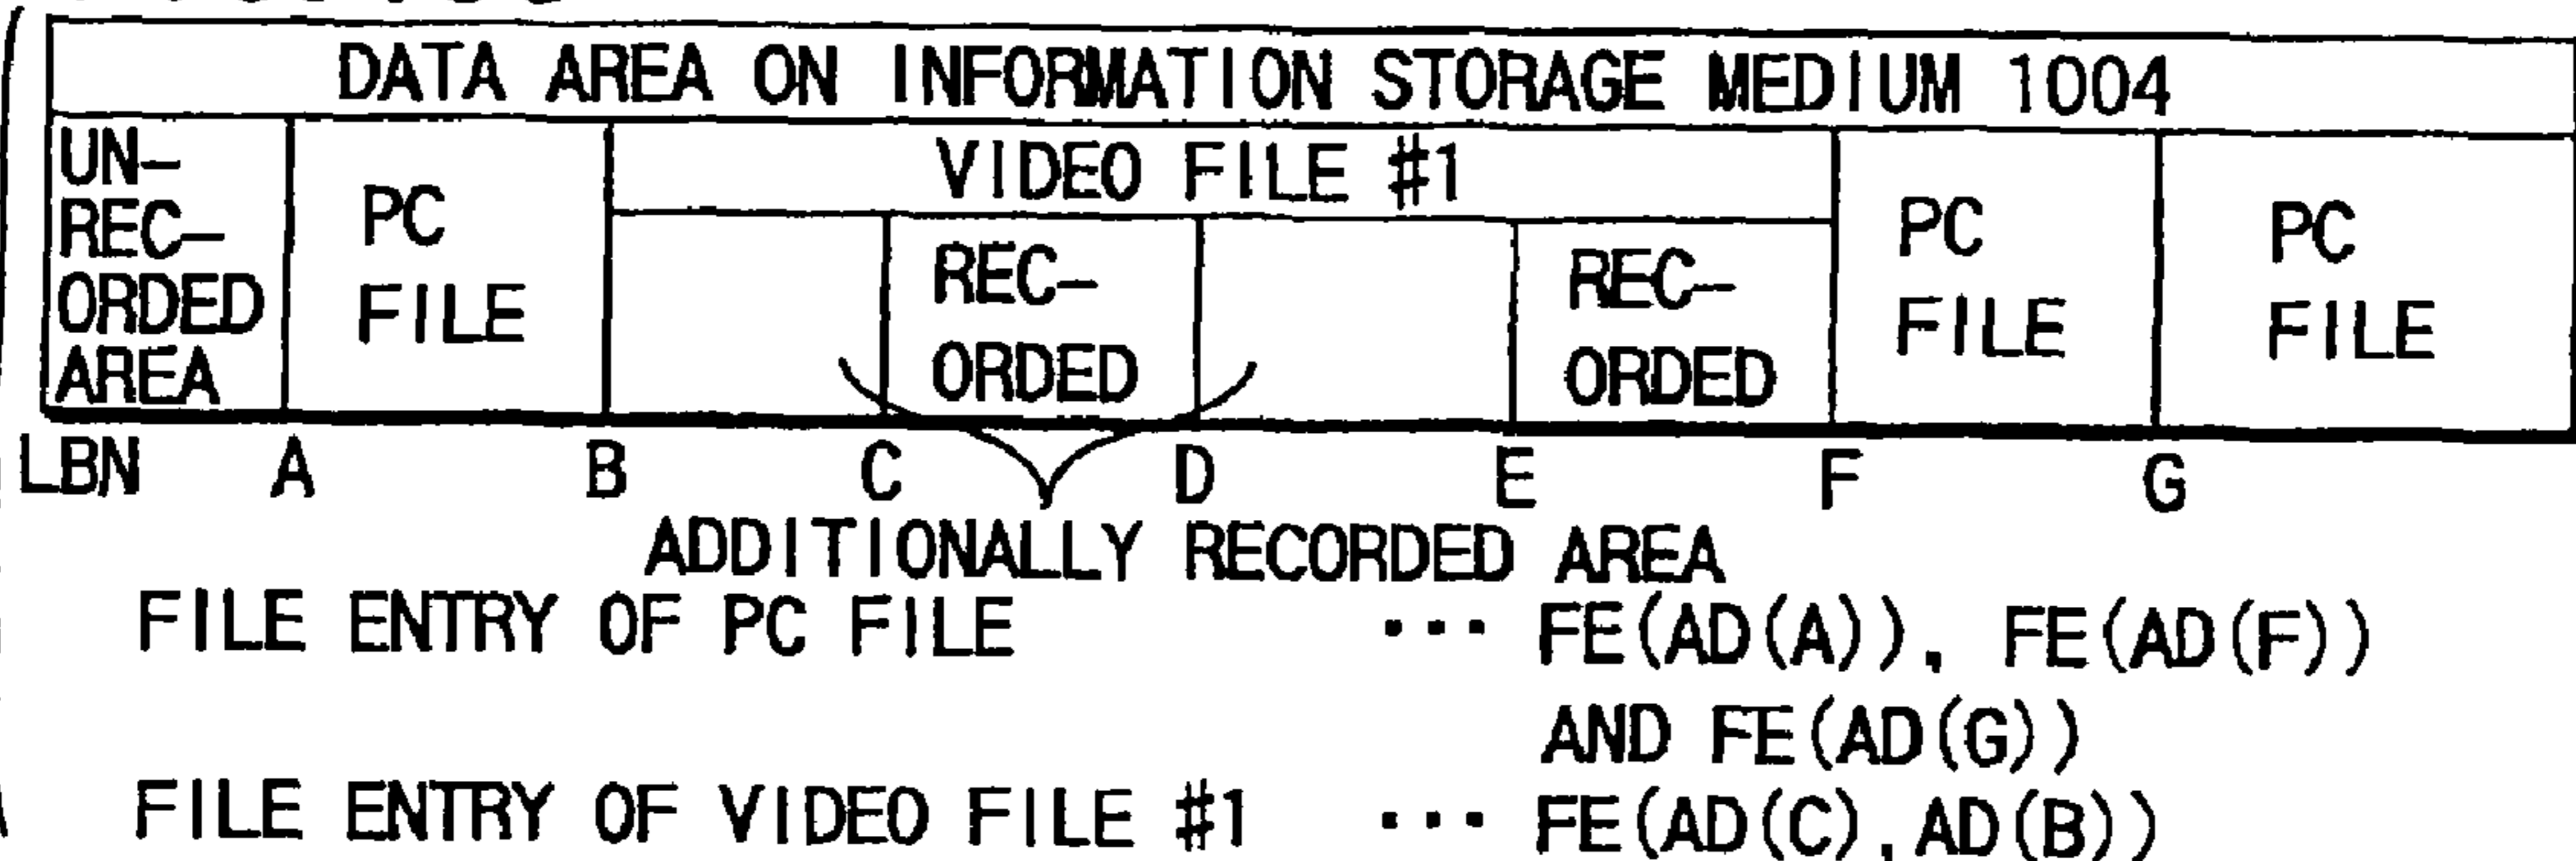 DATA AREA ON INFORMATION STORAGE MEDIUM 1004
UN-
REC-
ORDED
AREA
PC
FILE
VIDEO FILE #1
REC-
ORDED
REC-
ORDED
PC
FILE
PC
FILE
LBN A B C D E F G
ADDITIONALLY RECORDED AREA
FILE ENTRY OF PC FILE ··· FE(AD(A)), FE(AD(F))
AND FE(AD(G))
FILE ENTRY OF VIDEO FILE #1 ··· FE(AD(C), AD(B))